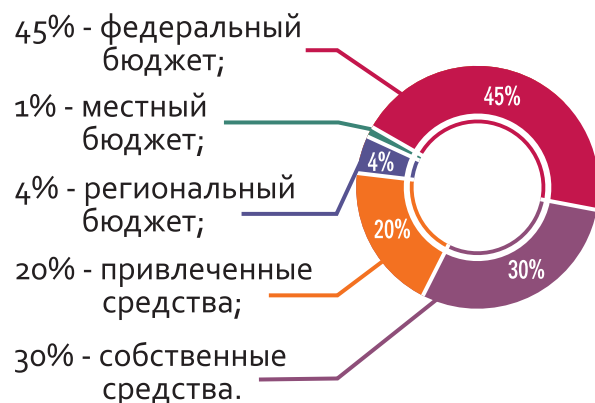 45% - федеральный
бюджет;
1% - местный
бюджет;
4% - региональный
бюджет;
20% - привлеченные
средства;
30% - собственные
средства.
45%
4%
20%
30%